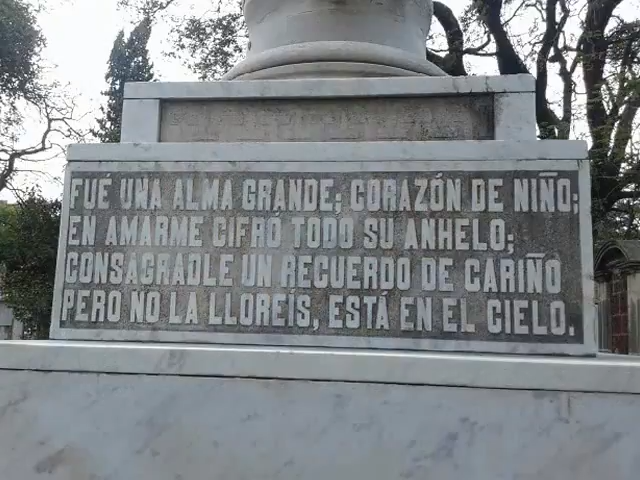 FUÉ UNA ALMA GRANDE; CORAZÓN DE NIÑO;
EN AMARME CIFRÓ TODO SU ANHELO;
CONSAGRADLE UN RECUERDO DE CARIÑO
PERO NO LA LLOREIS, ESTÁ EN EL CIELO.